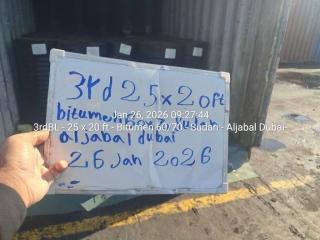 3rd 25x20ft
bitumen
Jan 26, 2026 09:27:44
3rdBL - 25 x 20 ft - Bitumen 60/70 - Sudan - Aljabal Dubai-
aljabal dubai
26 Jan 2026